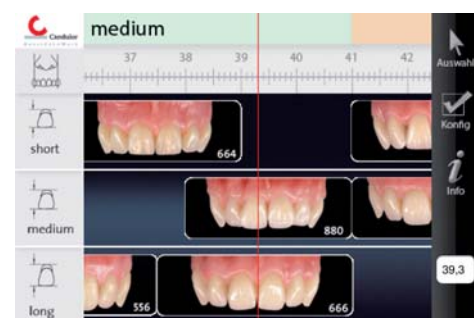 Candulor
medium
37 38 39 40 41 42
Auswahl
short
664
Konfig
Info
medium
880
39,3
long
556
666